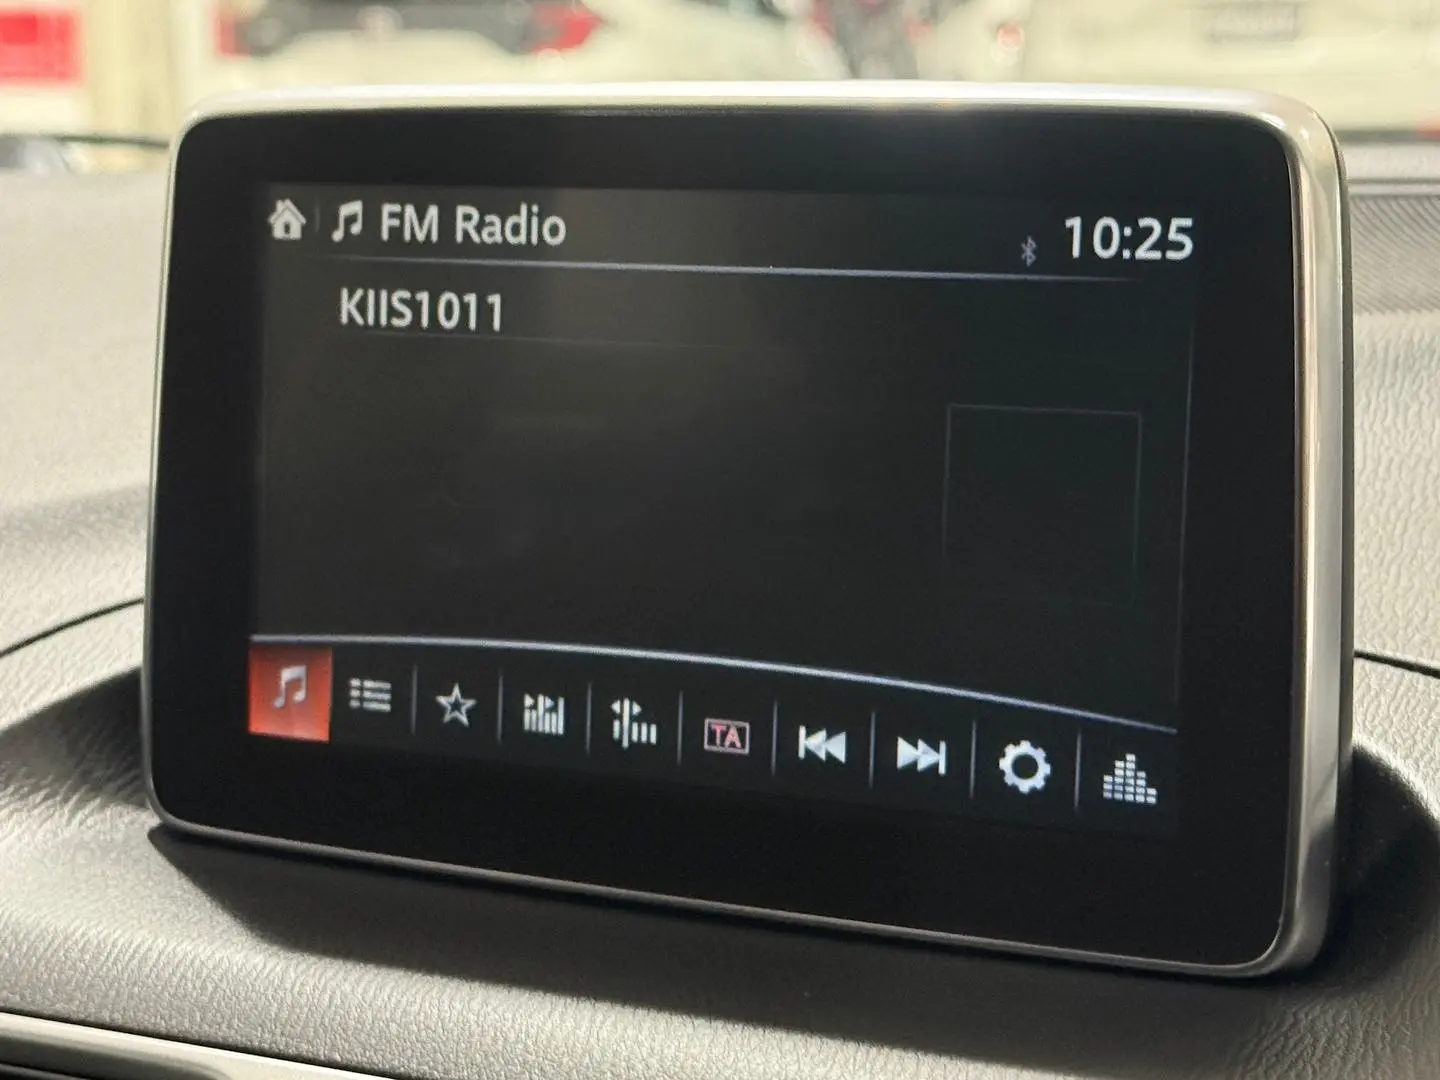 FM Radio
10:25
KIIS1011
TA